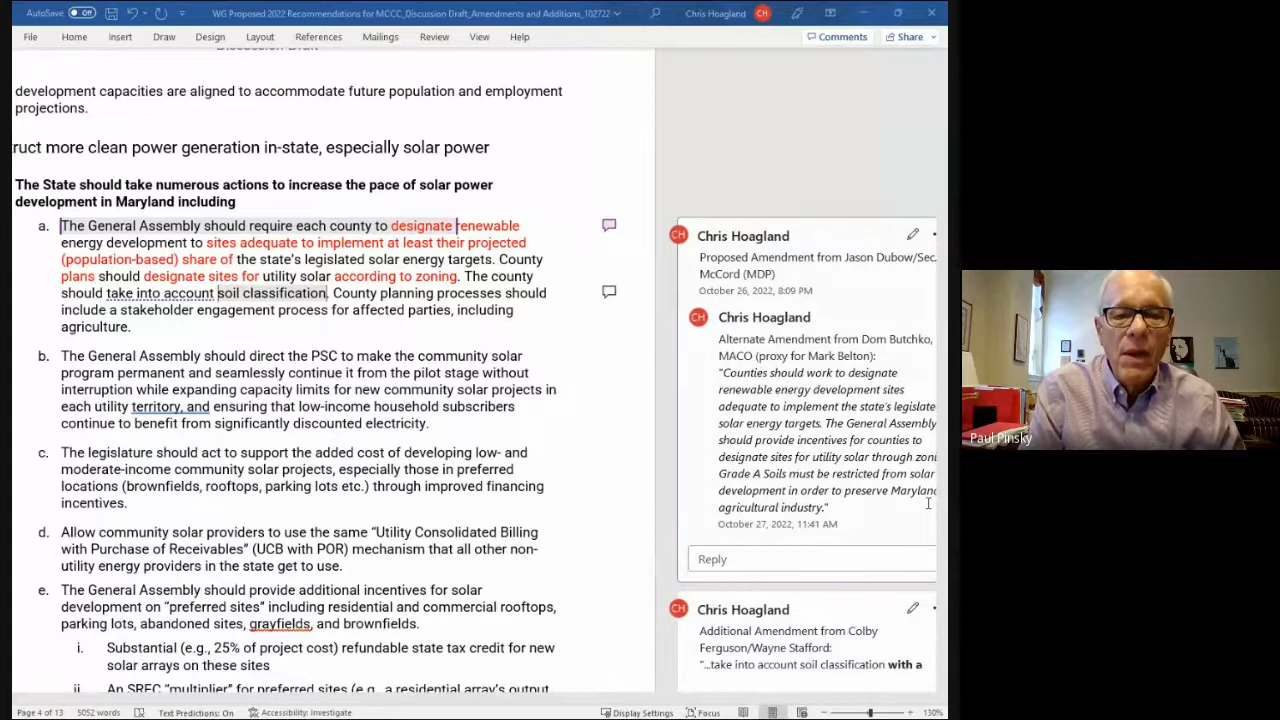 AutoSave Off
WG Proposed 2022 Recommendations for MCCC_Discussion Draft_Amendments and Additions_102722
Chris Hoagland CH
File Home Insert Draw Design Layout References Mailings Review View Help
Comments Share
Discussion Draft
development capacities are aligned to accommodate future population and employment
projections.
ruct more clean power generation in-state, especially solar power
The State should take numerous actions to increase the pace of solar power
development in Maryland including
a. The General Assembly should require each county to designate renewable
energy development to sites adequate to implement at least their projected
(population-based) share of the state's legislated solar energy targets. County
plans should designate sites for utility solar according to zoning. The county
should take into account soil classification. County planning processes should
include a stakeholder engagement process for affected parties, including
agriculture.
b. The General Assembly should direct the PSC to make the community solar
program permanent and seamlessly continue it from the pilot stage without
interruption while expanding capacity limits for new community solar projects in
each utility territory, and ensuring that low-income household subscribers
continue to benefit from significantly discounted electricity.
c. The legislature should act to support the added cost of developing low- and
moderate-income community solar projects, especially those in preferred
locations (brownfields, rooftops, parking lots etc.) through improved financing
incentives.
d. Allow community solar providers to use the same "Utility Consolidated Billing
with Purchase of Receivables" (UCB with POR) mechanism that all other non-
utility energy providers in the state get to use.
e. The General Assembly should provide additional incentives for solar
development on "preferred sites" including residential and commercial rooftops,
parking lots, abandoned sites, grayfields, and brownfields.
i. Substantial (e.g., 25% of project cost) refundable state tax credit for new
solar arrays on these sites
ii. An SREC "multiplier" for preferred sites (e.g., a residential array's output
CH Chris Hoagland
Proposed Amendment from Jason Dubow/Sec.
McCord (MDP)
October 26, 2022, 8:09 PM
CH Chris Hoagland
Alternate Amendment from Dom Butchko,
MACO (proxy for Mark Belton):
"Counties should work to designate
renewable energy development sites
adequate to implement the state's legislate
solar energy targets. The General Assembly
should provide incentives for counties to
designate sites for utility solar through zoni
Grade A Soils must be restricted from solar
development in order to preserve Maryland
agricultural industry."
October 27, 2022, 11:41 AM
Reply
CH Chris Hoagland
Additional Amendment from Colby
Ferguson/Wayne Stafford:
"...take into account soil classification with a
Paul Pinsky
Page 4 of 13 5052 words Text Predictions: On Accessibility: Investigate Display Settings Focus 130%